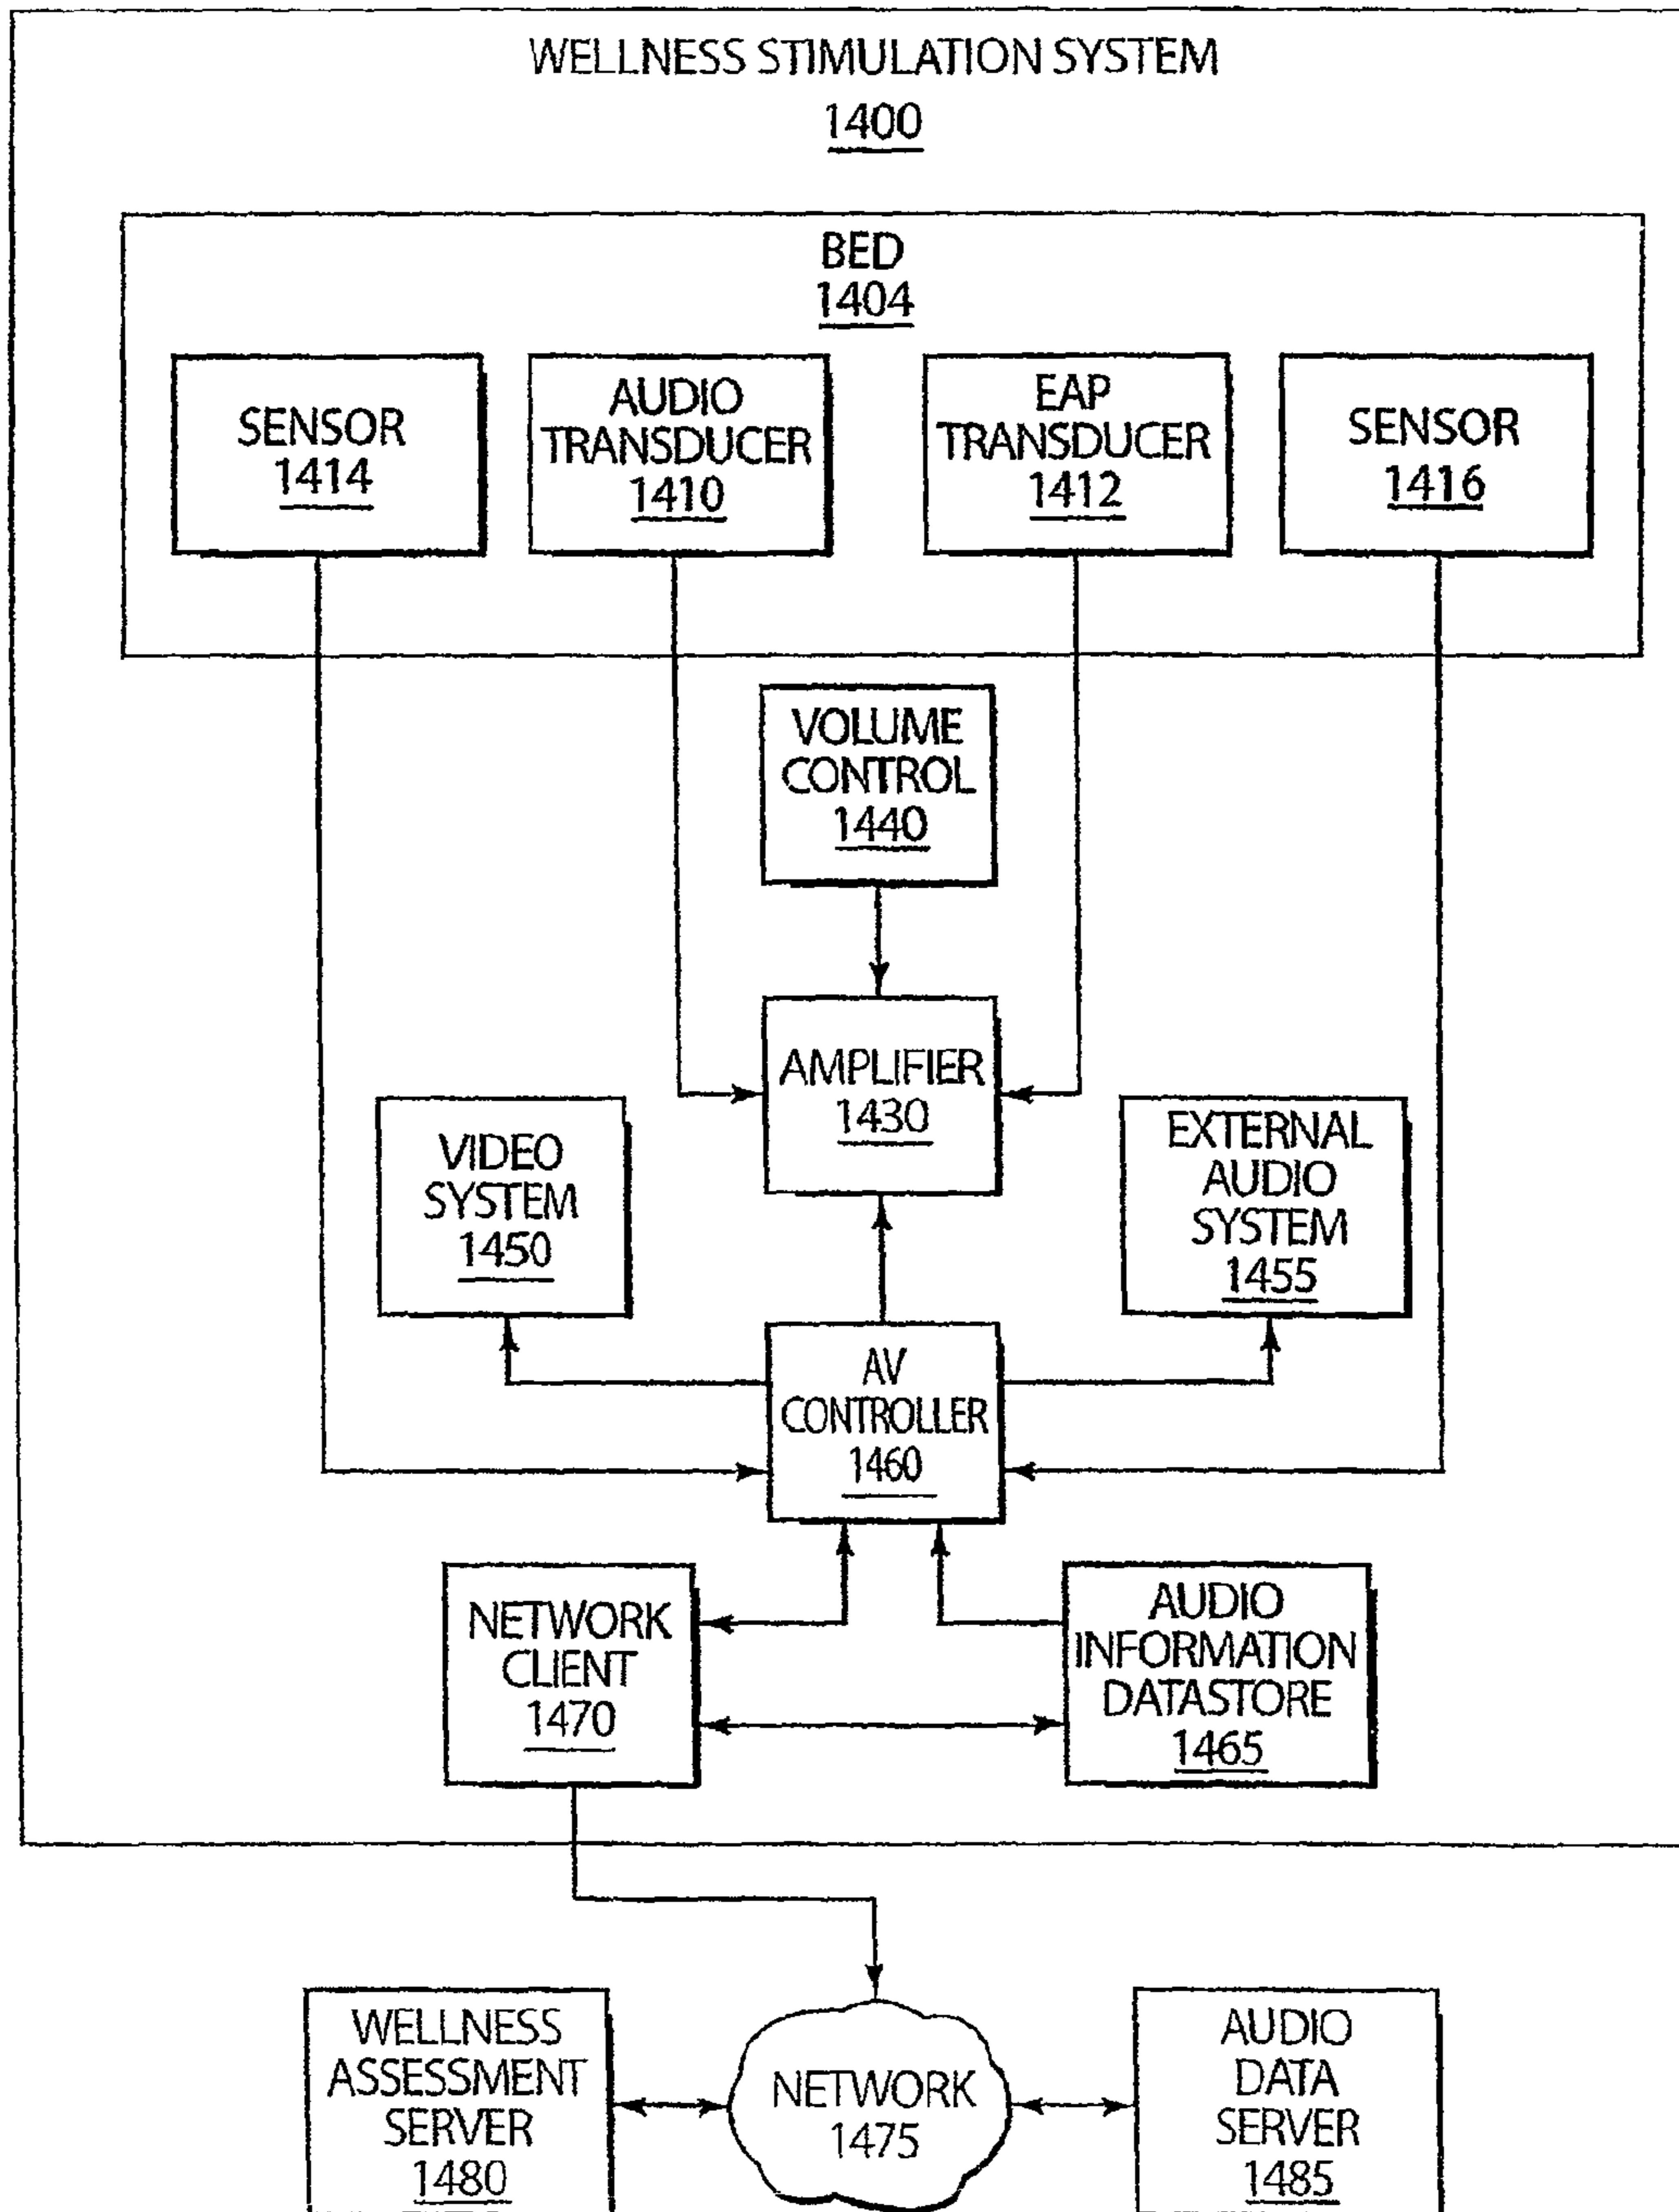 WELLNESS STIMULATION SYSTEM
1400
BED
1404
SENSOR
1414
AUDIO
TRANSDUCER
1410
EAP
TRANSDUCER
1412
SENSOR
1416
VOLUME
CONTROL
1440
AMPLIFIER
1430
VIDEO
SYSTEM
1450
EXTERNAL
AUDIO
SYSTEM
1455
AV
CONTROLLER
1460
NETWORK
CLIENT
1470
AUDIO
INFORMATION
DATASTORE
1465
WELLNESS
ASSESSMENT
SERVER
1480
NETWORK
1475
AUDIO
DATA
SERVER
1485